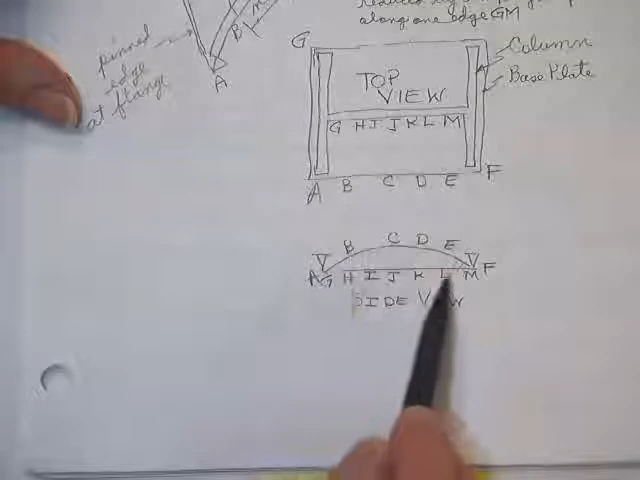 along one edge GM
pinned
edge
at flange
B
M
A
G
Column
Base Plate
TOP
VIEW
G H I J K L M
A B C D E F
B C D E
A G H I J K L M F
SIDE VIEW